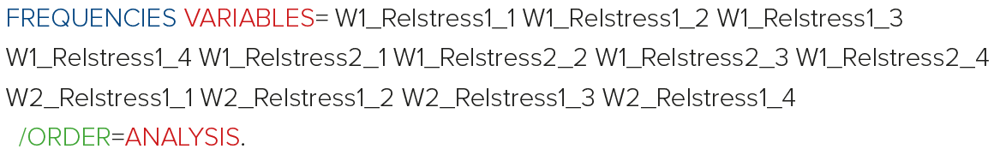 FREQUENCIES VARIABLES= W1_Relstress1_1 W1_Relstress1_2 W1_Relstress1_3
W1_Relstress1_4 W1_Relstress2_1 W1_Relstress2_2 W1_Relstress2_3 W1_Relstress2_4
W2_Relstress1_1 W2_Relstress1_2 W2_Relstress1_3 W2_Relstress1_4
/ORDER=ANALYSIS.